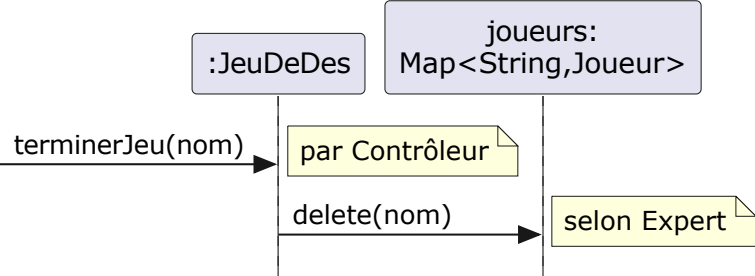 :JeuDeDes
joueurs:
Map<String,Joueur>
terminerJeu(nom)
par Contrôleur
delete(nom)
selon Expert